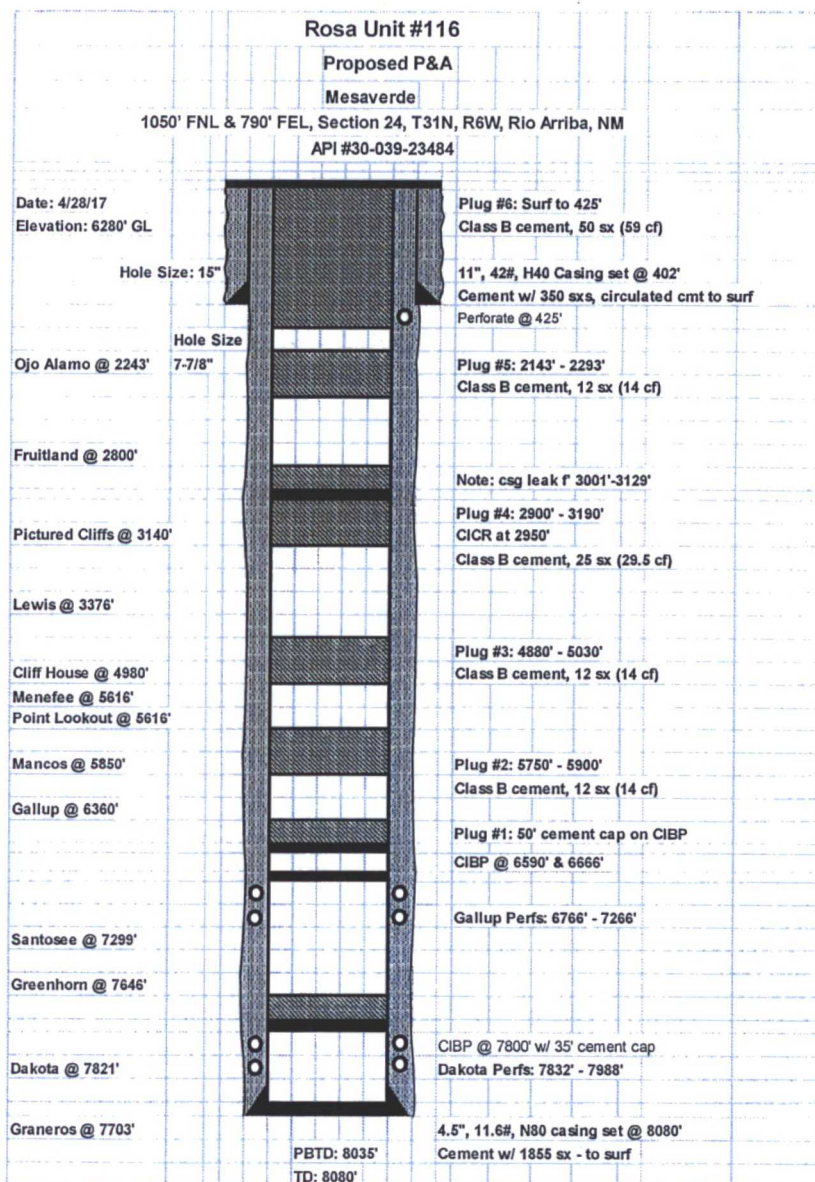 Rosa Unit #116
Proposed P&A
Mesaverde
1050' FNL & 790' FEL, Section 24, T31N, R6W, Rio Arriba, NM
API #30-039-23484
Date: 4/28/17
Elevation: 6280' GL
Plug #6: Surf to 425'
Class B cement, 50 sx (59 cf)
Hole Size: 15"
11", 42#, H40 Casing set @ 402'
Cement w/ 350 sxs, circulated cmt to surf
Perforate @ 425'
Hole Size
7-7/8"
Ojo Alamo @ 2243'
Plug #5: 2143' - 2293'
Class B cement, 12 sx (14 cf)
Fruitland @ 2800'
Note: csg leak f' 3001'-3129'
Plug #4: 2900' - 3190'
CICR at 2950'
Class B cement, 25 sx (29.5 cf)
Pictured Cliffs @ 3140'
Lewis @ 3376'
Plug #3: 4880' - 5030'
Class B cement, 12 sx (14 cf)
Cliff House @ 4980'
Menefee @ 5616'
Point Lookout @ 5616'
Mancos @ 5850'
Plug #2: 5750' - 5900'
Class B cement, 12 sx (14 cf)
Gallup @ 6360'
Plug #1: 50' cement cap on CIBP
CIBP @ 6590' & 6666'
Gallup Perfs: 6766' - 7266'
Santosee @ 7299'
Greenhorn @ 7646'
CIBP @ 7800' w/ 35' cement cap
Dakota Perfs: 7832' - 7988'
Dakota @ 7821'
Graneros @ 7703'
4.5", 11.6#, N80 casing set @ 8080'
Cement w/ 1855 sx - to surf
PBTD: 8035'
TD: 8080'